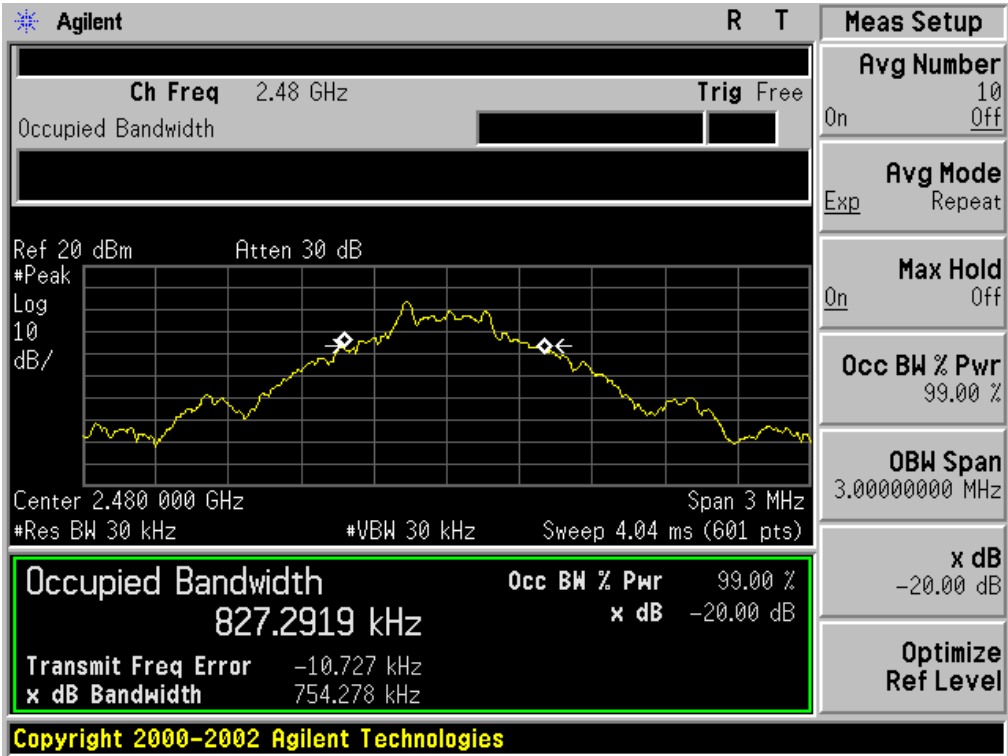 Agilent R T
Ch Freq 2.48 GHz Trig Free
Occupied Bandwidth
Ref 20 dBm Atten 30 dB
#Peak
Log
10
dB/
Center 2.480 000 GHz Span 3 MHz
#Res BW 30 kHz #VBW 30 kHz Sweep 4.04 ms (601 pts)
Occupied Bandwidth Occ BW % Pwr 99.00 %
827.2919 kHz x dB -20.00 dB
Transmit Freq Error -10.727 kHz
x dB Bandwidth 754.278 kHz
Copyright 2000-2002 Agilent Technologies
Meas Setup
Avg Number
10
On Off
Avg Mode
Exp Repeat
Max Hold
On Off
Occ BW % Pwr
99.00 %
OBW Span
3.00000000 MHz
x dB
-20.00 dB
Optimize
Ref Level